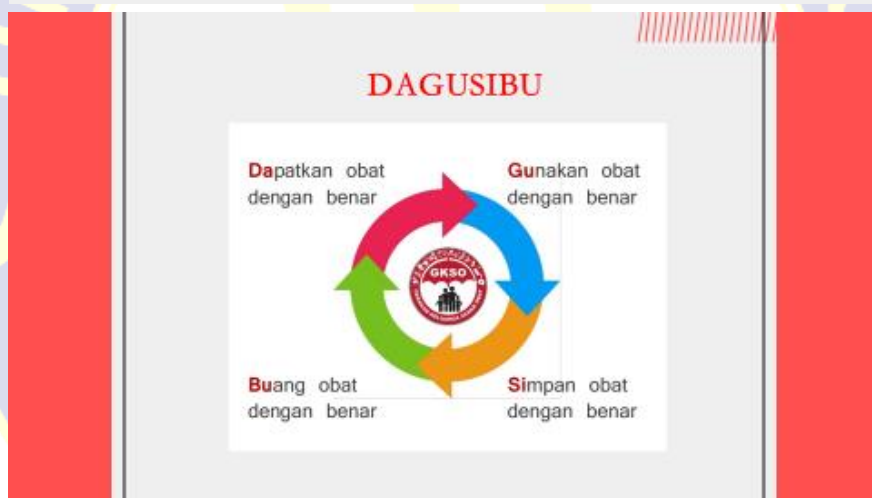 DAGUSIBU
Dapatkan obat
dengan benar
Gunakan obat
dengan benar
GKSO
Buang obat
dengan benar
Simpan obat
dengan benar